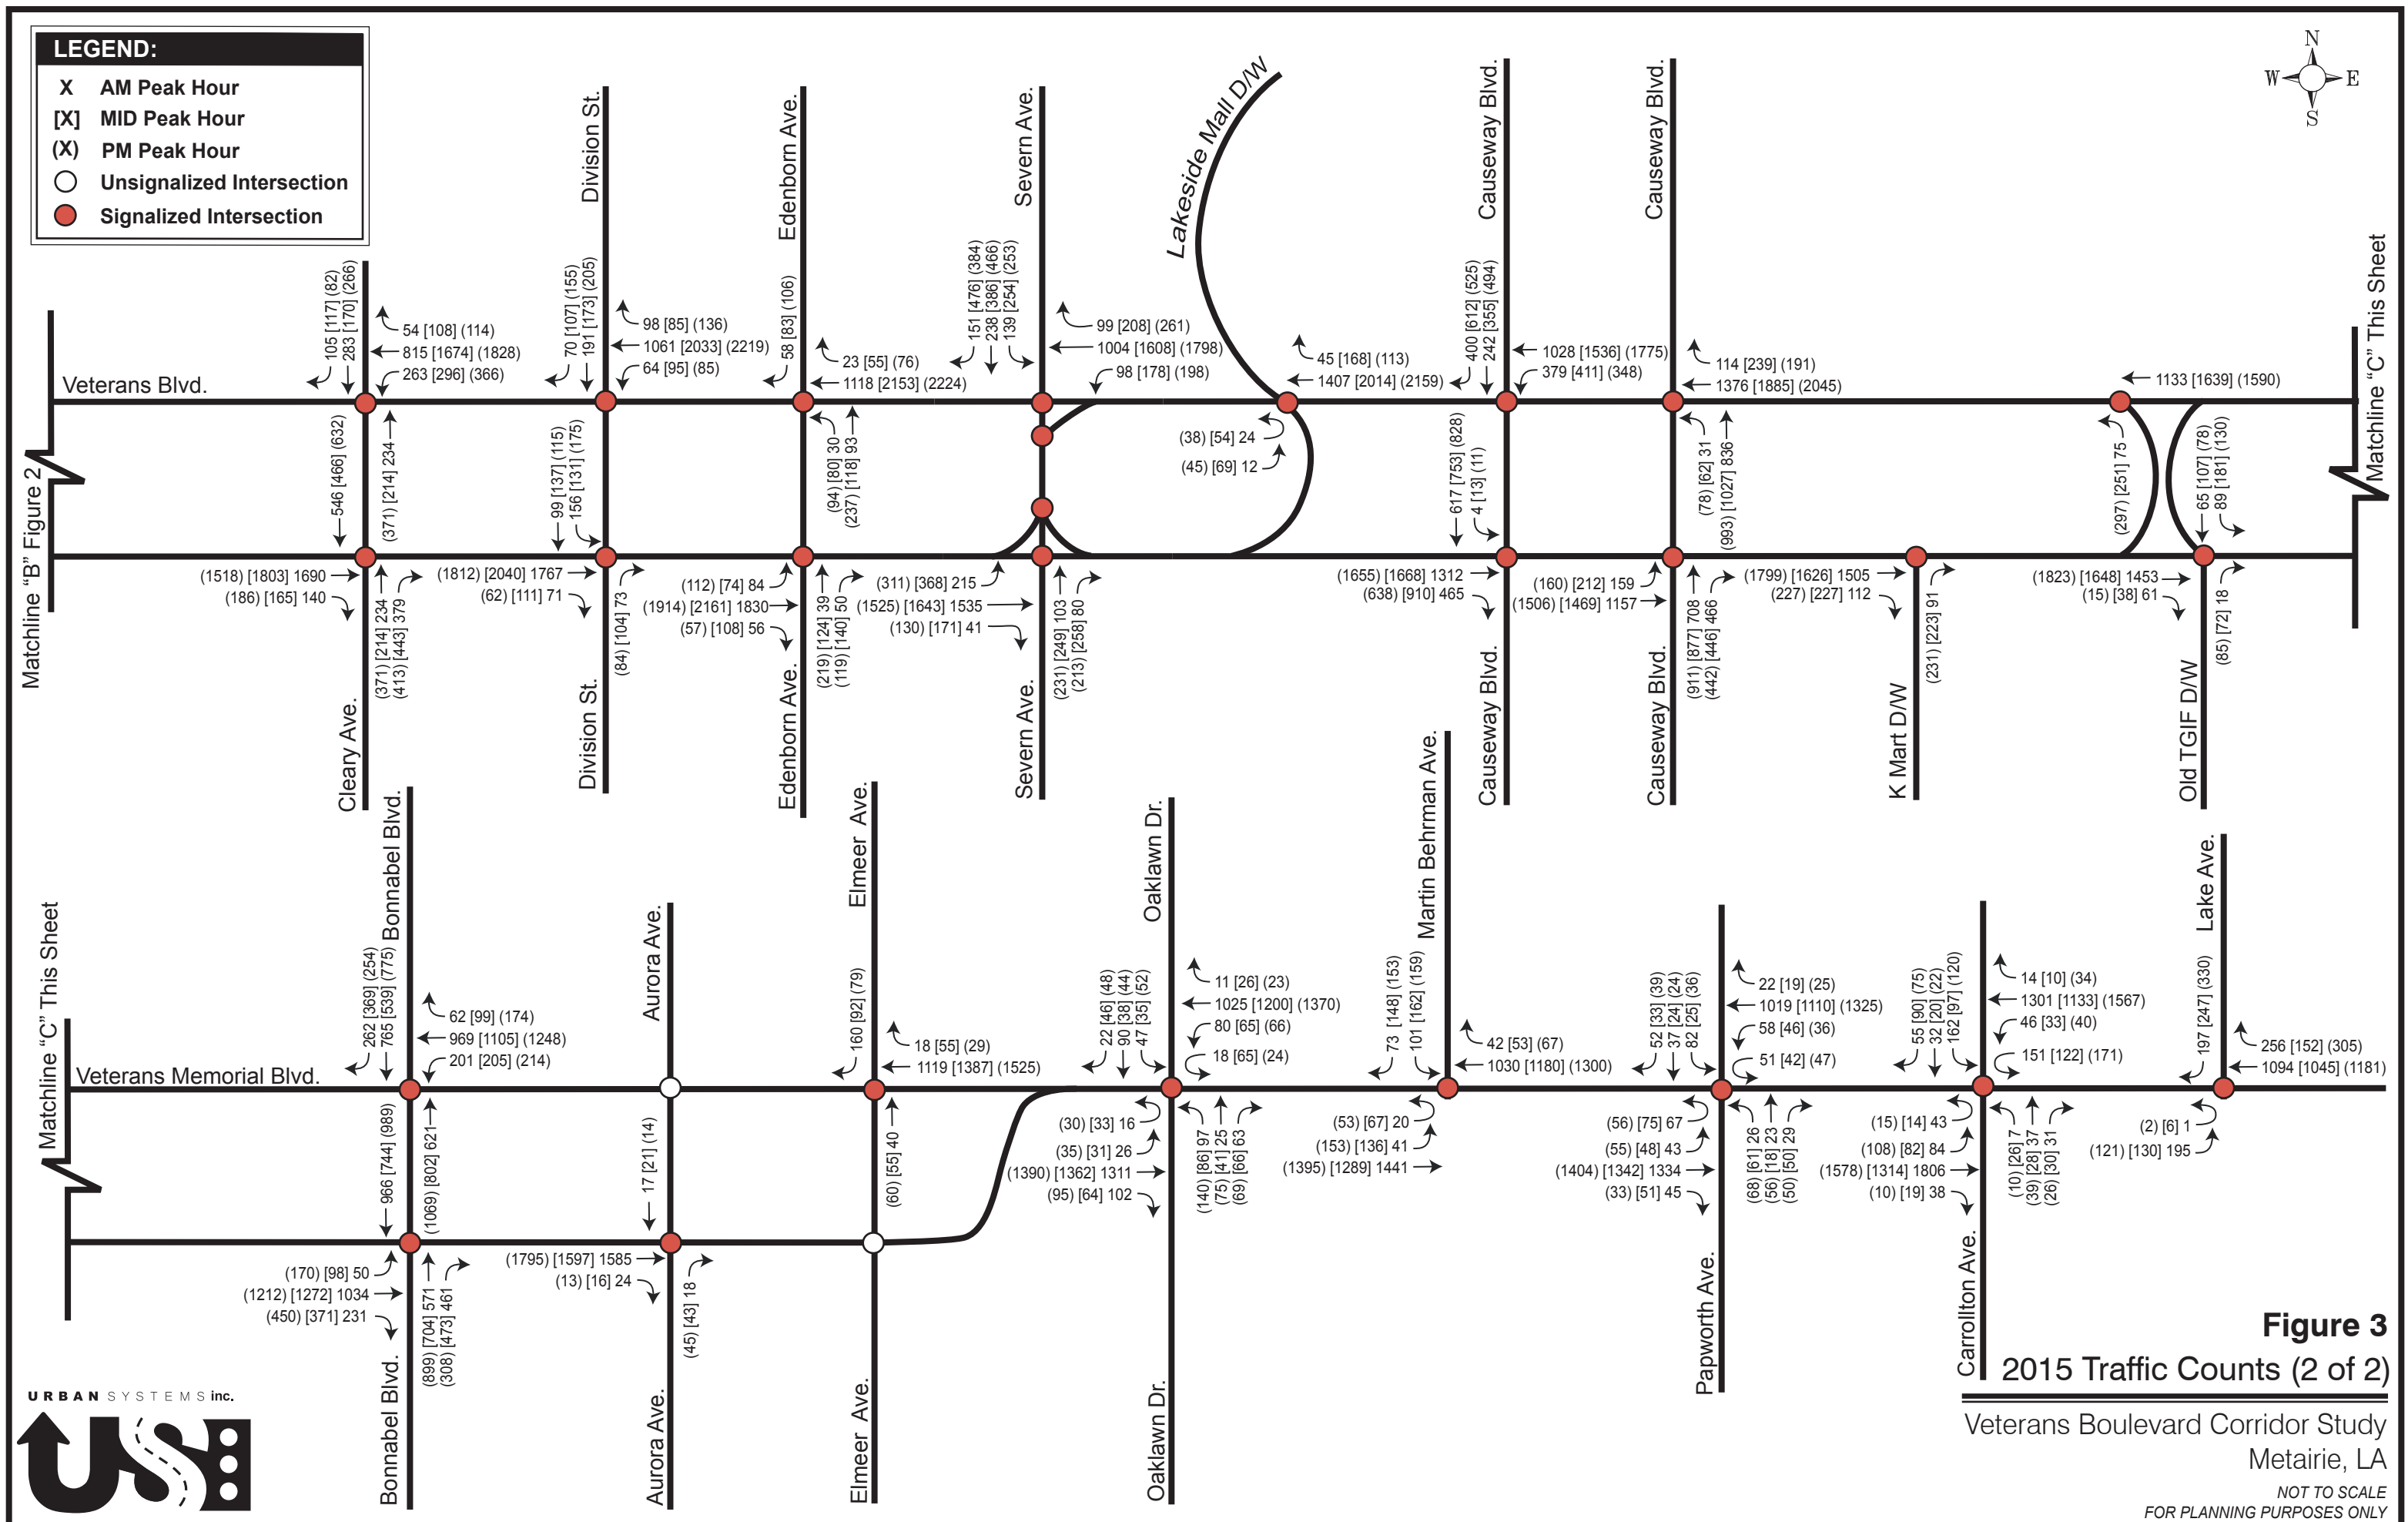 LEGEND:
X AM Peak Hour
[X] MID Peak Hour
(X) PM Peak Hour
Unsignalized Intersection
Signalized Intersection
N
W E
S
Division St.
Edenborn Ave.
Severn Ave.
Lakeside Mall D/W
Causeway Blvd.
Causeway Blvd.
Matchline "C" This Sheet
Matchline "B" Figure 2
Veterans Blvd.
105 [117] (82)
283 [170] (266)
54 [108] (114)
815 [1674] (1828)
263 [296] (366)
70 [107] (155)
191 [173] (205)
98 [85] (136)
1061 [2033] (2219)
64 [95] (85)
58 [83] (106)
23 [55] (76)
1118 [2153] (2224)
151 [476] (384)
238 [386] (466)
139 [254] (253)
99 [208] (261)
1004 [1608] (1798)
98 [178] (198)
45 [168] (113)
1407 [2014] (2159)
400 [612] (525)
242 [355] (494)
1028 [1536] (1775)
379 [411] (348)
114 [239] (191)
1376 [1885] (2045)
1133 [1639] (1590)
546 [466] (632)
(371) [214] 234
99 [137] (115)
156 [131] (175)
(94) [80] 30
(237) [118] 93
(38) [54] 24
(45) [69] 12
617 [753] (828)
4 [13] (11)
(78) [62] 31
(993) [1027] 836
(297) [251] 75
65 [107] (78)
89 [181] (130)
(1518) [1803] 1690
(186) [165] 140
(371) [214] 234
(413) [443] 379
(1812) [2040] 1767
(62) [111] 71
(84) [104] 73
(112) [74] 84
(1914) [2161] 1830
(57) [108] 56
(219) [124] 39
(119) [140] 50
(311) [368] 215
(1525) [1643] 1535
(130) [171] 41
(231) [249] 103
(213) [258] 80
(1655) [1668] 1312
(638) [910] 465
(160) [212] 159
(1506) [1469] 1157
(911) [877] 708
(442) [446] 466
(1799) [1626] 1505
(227) [227] 112
(231) [223] 91
(1823) [1648] 1453
(15) [38] 61
(85) [72] 18
Cleary Ave.
Division St.
Edenborn Ave.
Severn Ave.
Causeway Blvd.
Causeway Blvd.
K Mart D/W
Old TGIF D/W
Matchline "C" This Sheet
Bonnabel Blvd.
Aurora Ave.
Elmeer Ave.
Oaklawn Dr.
Martin Behrman Ave.
Lake Ave.
Veterans Memorial Blvd.
262 [369] (254)
765 [539] (775)
62 [99] (174)
969 [1105] (1248)
201 [205] (214)
160 [92] (79)
18 [55] (29)
1119 [1387] (1525)
222 [46] (48)
90 [38] (44)
47 [35] (52)
11 [26] (23)
1025 [1200] (1370)
80 [65] (66)
18 [65] (24)
73 [148] (153)
101 [162] (159)
42 [53] (67)
1030 [1180] (1300)
52 [33] (39)
37 [24] (24)
82 [25] (36)
22 [19] (25)
1019 [1110] (1325)
58 [46] (36)
51 [42] (47)
55 [90] (75)
32 [20] (22)
162 [97] (120)
14 [10] (34)
1301 [1133] (1567)
46 [33] (40)
151 [122] (171)
197 [247] (330)
256 [152] (305)
1094 [1045] (1181)
966 [744] (989)
(1069) [802] 621
17 [21] (14)
(60) [55] 40
(30) [33] 16
(35) [31] 26
(1390) [1362] 1311
(95) [64] 102
(140) [86] 97
(75) [41] 25
(69) [66] 63
(53) [67] 20
(153) [136] 41
(1395) [1289] 1441
(56) [75] 67
(55) [48] 43
(1404) [1342] 1334
(33) [51] 45
(68) [61] 26
(56) [18] 23
(50) [50] 29
(15) [14] 43
(108) [82] 84
(1578) [1314] 1806
(10) [19] 38
(10) [26] 7
(39) [28] 37
(26) [30] 31
(2) [6] 1
(121) [130] 195
(170) [98] 50
(1212) [1272] 1034
(450) [371] 231
(899) [704] 571
(308) [473] 461
(1795) [1597] 1585
(13) [16] 24
(45) [43] 18
Bonnabel Blvd.
Aurora Ave.
Elmeer Ave.
Oaklawn Dr.
Papworth Ave.
Carrollton Ave.
URBAN SYSTEMS inc.
USI
Figure 3
2015 Traffic Counts (2 of 2)
Veterans Boulevard Corridor Study
Metairie, LA
NOT TO SCALE
FOR PLANNING PURPOSES ONLY